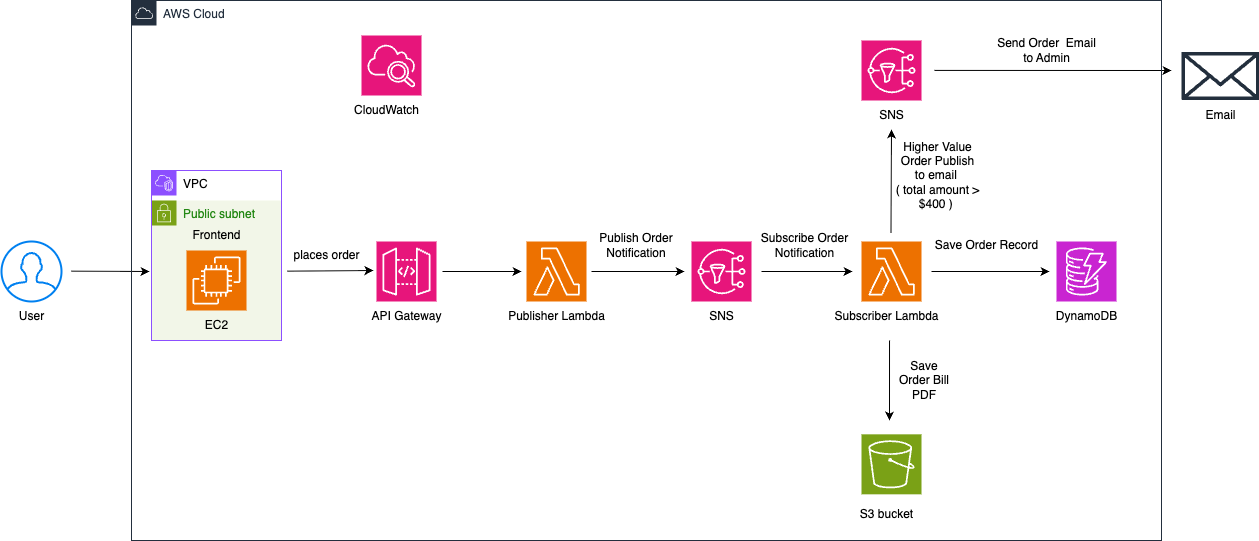 AWS Cloud
CloudWatch
Send Order Email
to Admin
SNS
Email
Higher Value
Order Publish
to email
( total amount >
$400 )
VPC
Public subnet
Frontend
EC2
User
places order
API Gateway
Publisher Lambda
Publish Order
Notification
SNS
Subscribe Order
Notification
Subscriber Lambda
Save Order Record
DynamoDB
Save
Order Bill
PDF
S3 bucket